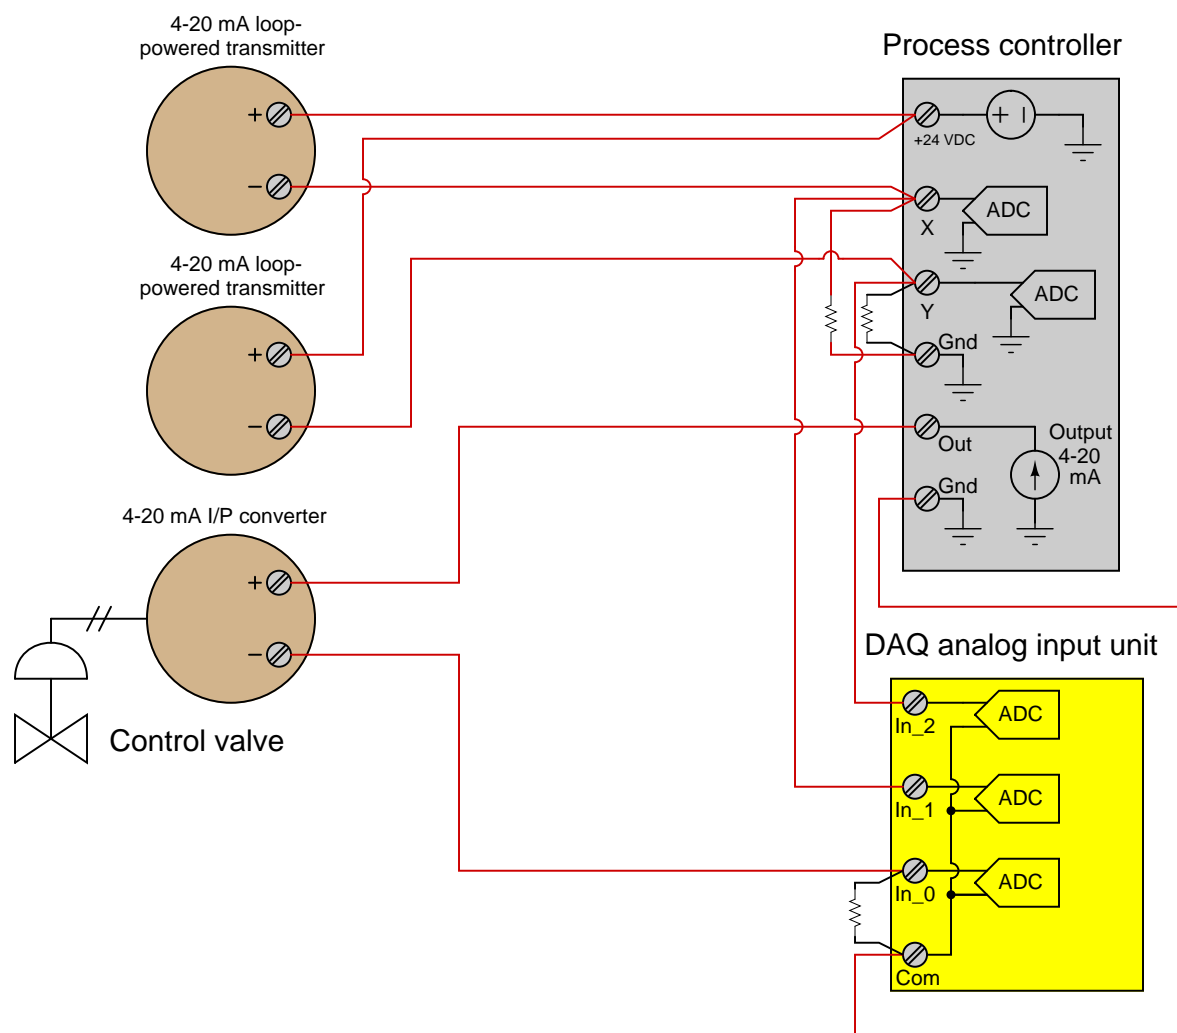 4-20 mA loop-
powered transmitter
+
−
4-20 mA loop-
powered transmitter
+
−
4-20 mA I/P converter
+
−
Control valve
Process controller
+24 VDC
+ −
X
ADC
Y
ADC
Gnd
Out
Output
4-20
mA
Gnd
DAQ analog input unit
In_2
ADC
In_1
ADC
In_0
ADC
Com